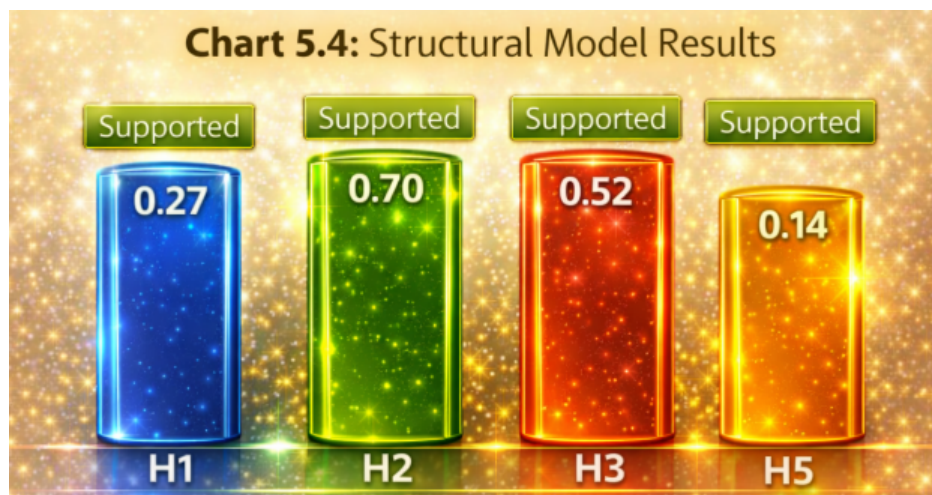 Chart 5.4: Structural Model Results
Supported Supported Supported Supported
0.27 0.70 0.52 0.14
H1 H2 H3 H5